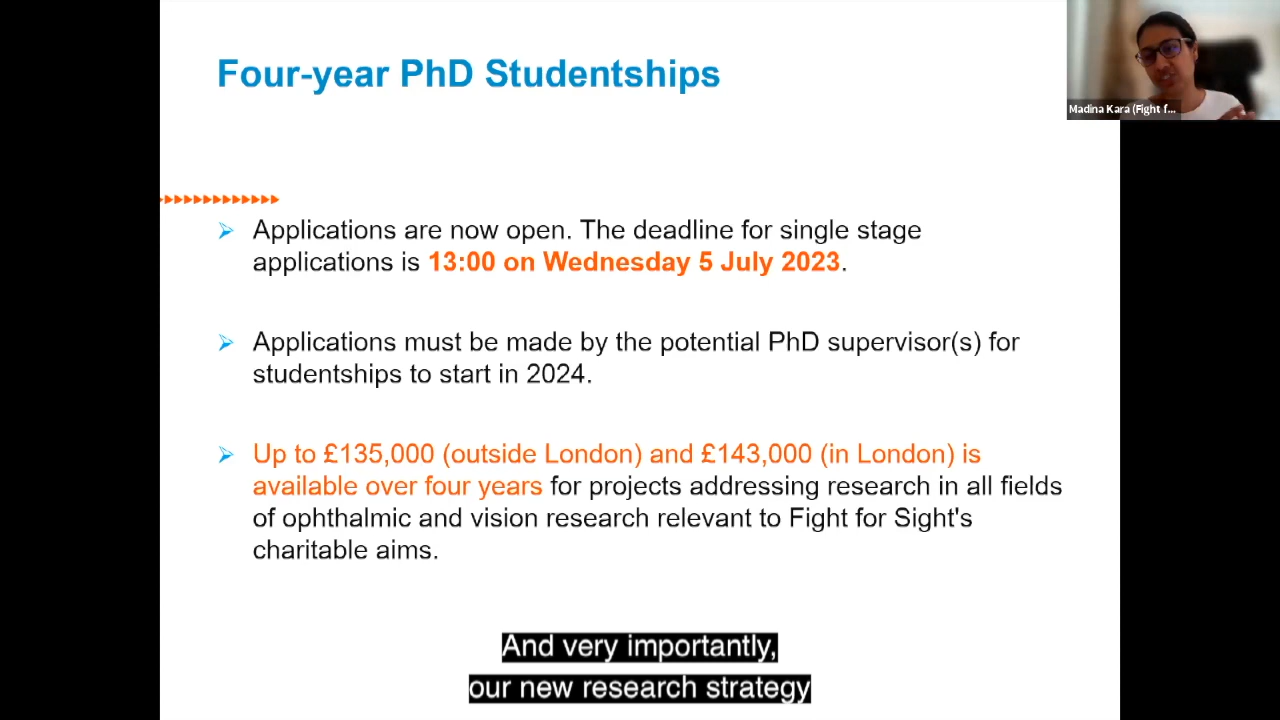 Four-year PhD Studentships
Madina Kara (Fight f...
Applications are now open. The deadline for single stage
applications is 13:00 on Wednesday 5 July 2023.
Applications must be made by the potential PhD supervisor(s) for
studentships to start in 2024.
Up to £135,000 (outside London) and £143,000 (in London) is
available over four years for projects addressing research in all fields
of ophthalmic and vision research relevant to Fight for Sight's
charitable aims.
And very importantly,
our new research strategy